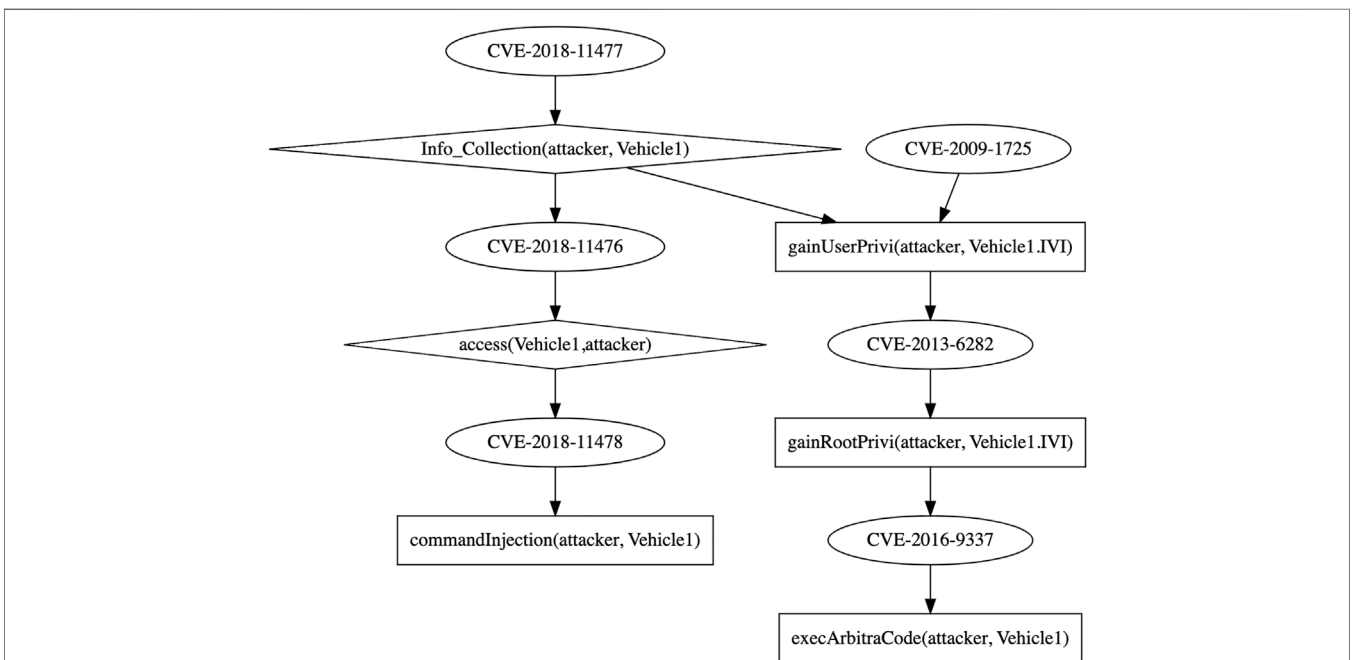 CVE-2018-11477
Info_Collection(attacker, Vehicle1)
CVE-2009-1725
CVE-2018-11476
gainUserPrivi(attacker, Vehicle1.IVI)
access(Vehicle1,attacker)
CVE-2013-6282
CVE-2018-11478
gainRootPrivi(attacker, Vehicle1.IVI)
commandInjection(attacker, Vehicle1)
CVE-2016-9337
execArbitraCode(attacker, Vehicle1)